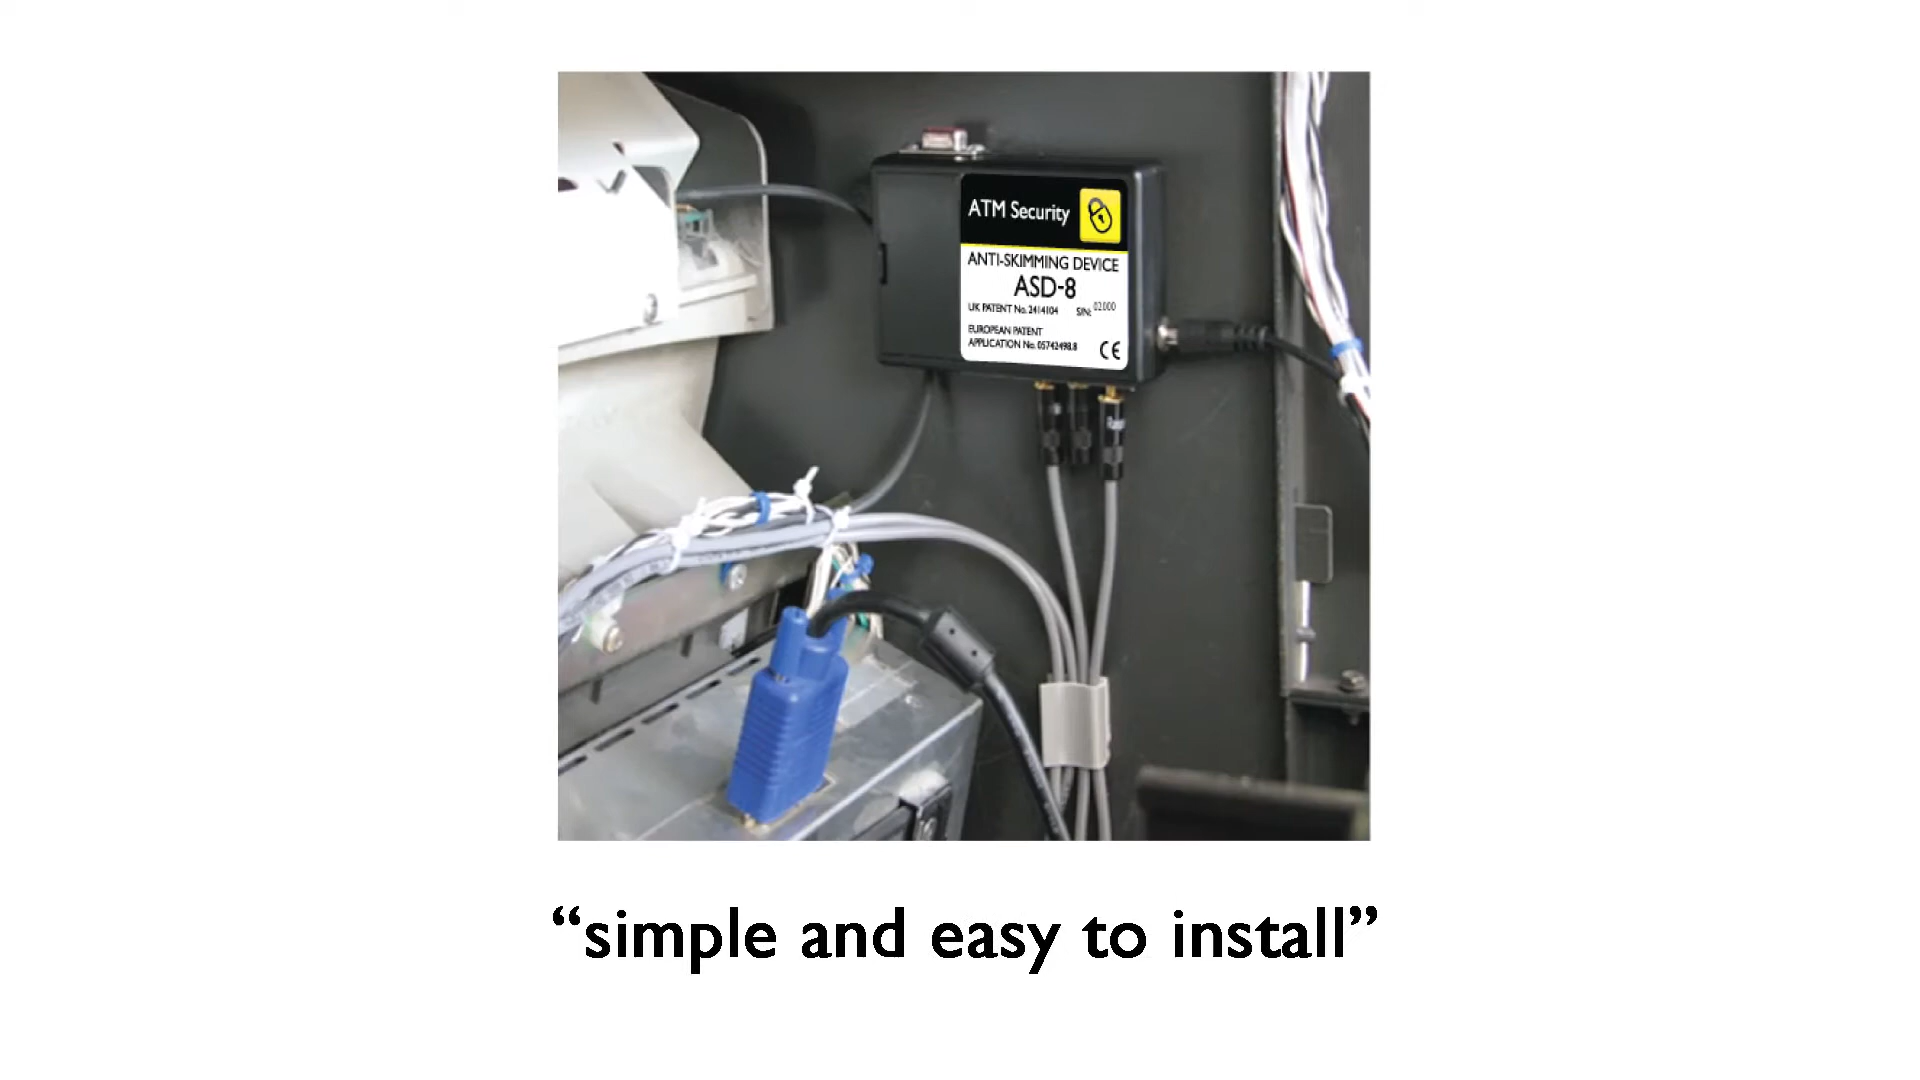 ATM Security
ANTI-SKIMMING DEVICE
ASD-8
UK PATENT No. 2414104 S/N: 02000
EUROPEAN PATENT
APPLICATION No. 05742498.8
CE
“simple and easy to install”